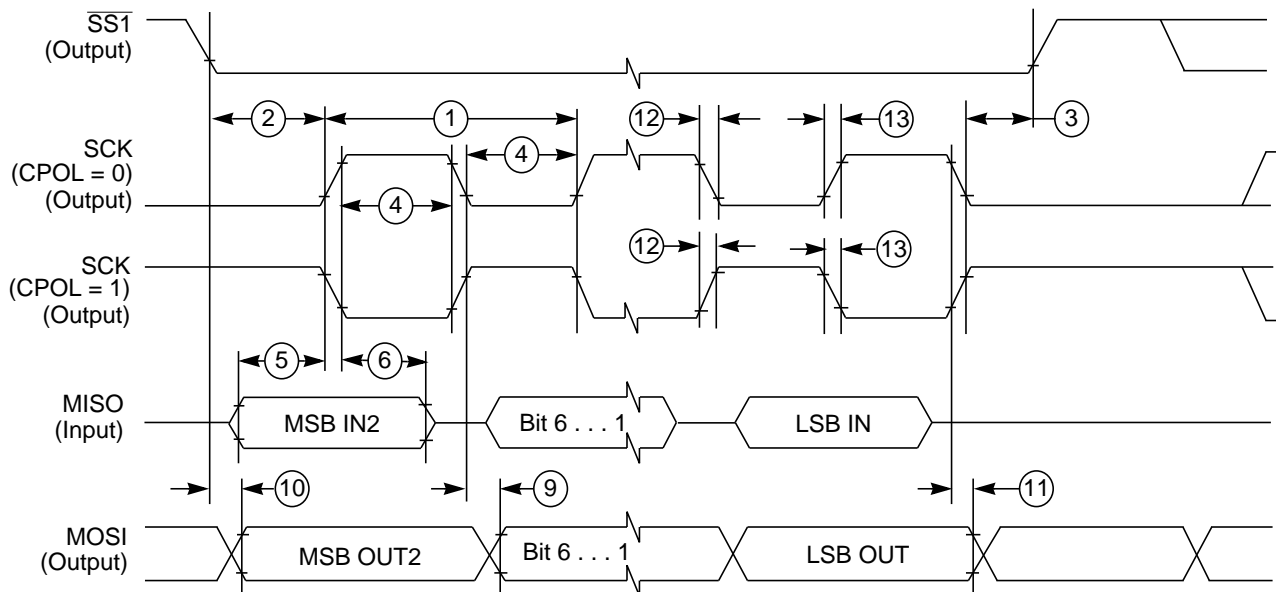 SS1
(Output)
2
1
12
13
3
SCK
(CPOL = 0)
(Output)
4
4
12
13
SCK
(CPOL = 1)
(Output)
5
6
MISO
(Input)
MSB IN2
Bit 6 . . . 1
LSB IN
10
9
11
MOSI
(Output)
MSB OUT2
Bit 6 . . . 1
LSB OUT